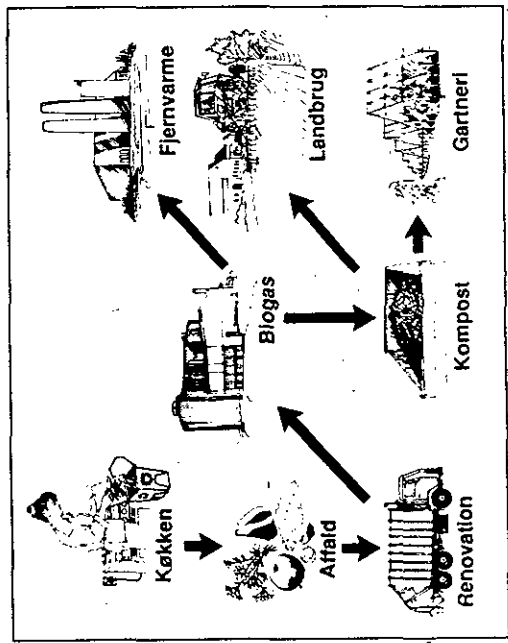 Køkken
Affald
Renovation
Biogas
Kompost
Fjernvarme
Landbrug
Gartneri